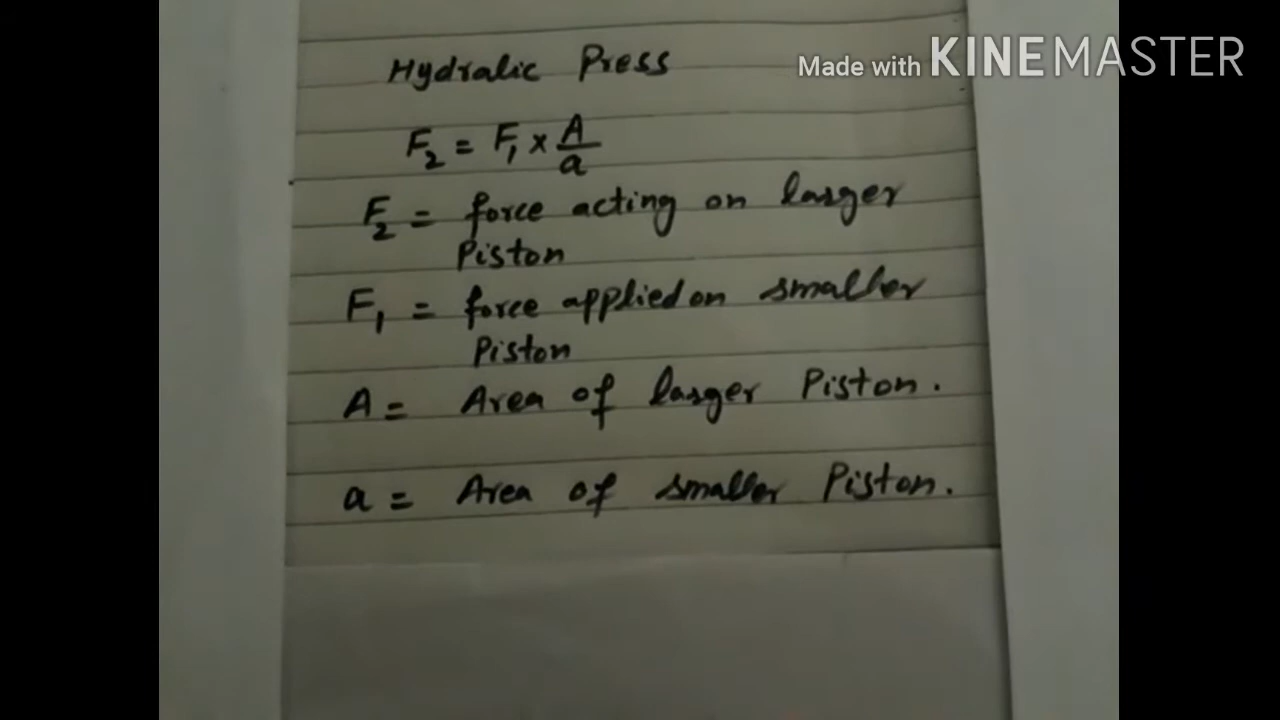 Hydralic Press
Made with KINEMASTER
F₂ = F₁ × A/a
F₂ = force acting on larger
Piston
F₁ = force applied on smaller
Piston
A = Area of larger Piston.
a = Area of smaller Piston.